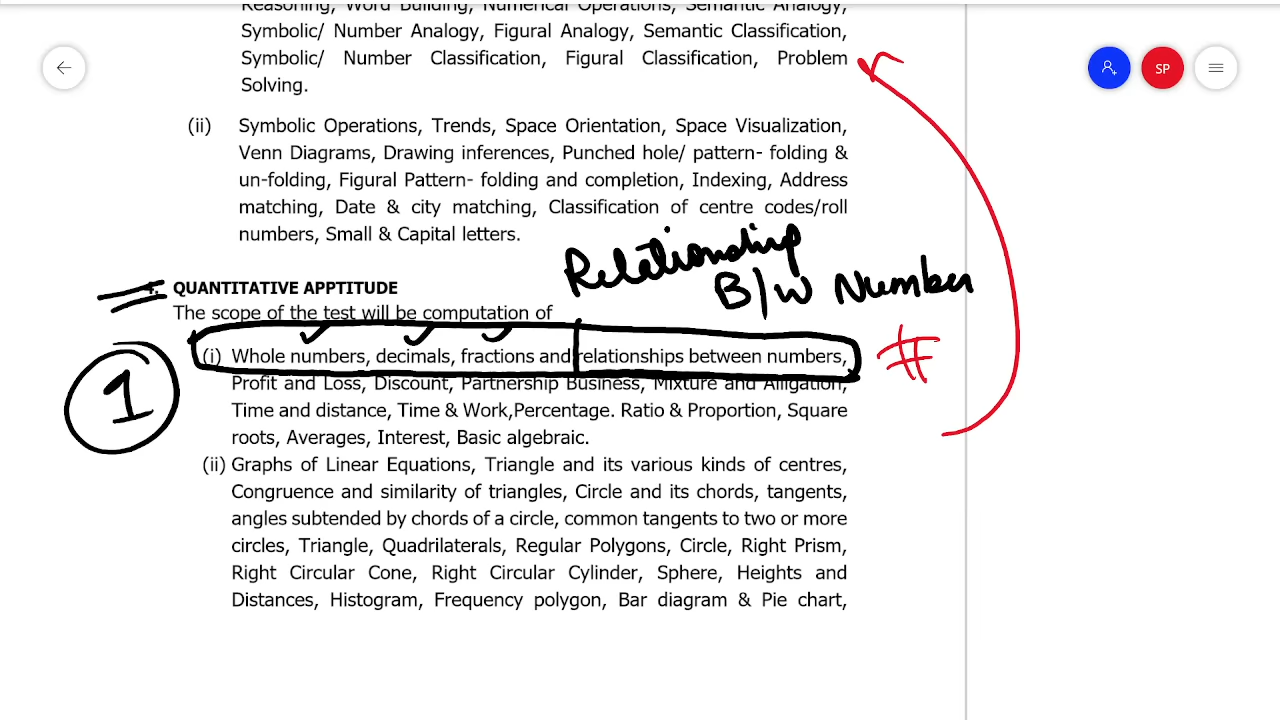 Reasoning, Word Building, Numerical Operations, Semantic Analogy,
Symbolic/ Number Analogy, Figural Analogy, Semantic Classification,
Symbolic/ Number Classification, Figural Classification, Problem
Solving.
SP
(ii) Symbolic Operations, Trends, Space Orientation, Space Visualization,
Venn Diagrams, Drawing inferences, Punched hole/ pattern- folding &
un-folding, Figural Pattern- folding and completion, Indexing, Address
matching, Date & city matching, Classification of centre codes/roll
numbers, Small & Capital letters.
Relationship
B/W Number
QUANTITATIVE APPTITUDE
The scope of the test will be computation of
1
(i) Whole numbers, decimals, fractions and relationships between numbers,
Profit and Loss, Discount, Partnership Business, Mixture and Alligation,
Time and distance, Time & Work,Percentage. Ratio & Proportion, Square
roots, Averages, Interest, Basic algebraic.
#
(ii) Graphs of Linear Equations, Triangle and its various kinds of centres,
Congruence and similarity of triangles, Circle and its chords, tangents,
angles subtended by chords of a circle, common tangents to two or more
circles, Triangle, Quadrilaterals, Regular Polygons, Circle, Right Prism,
Right Circular Cone, Right Circular Cylinder, Sphere, Heights and
Distances, Histogram, Frequency polygon, Bar diagram & Pie chart,